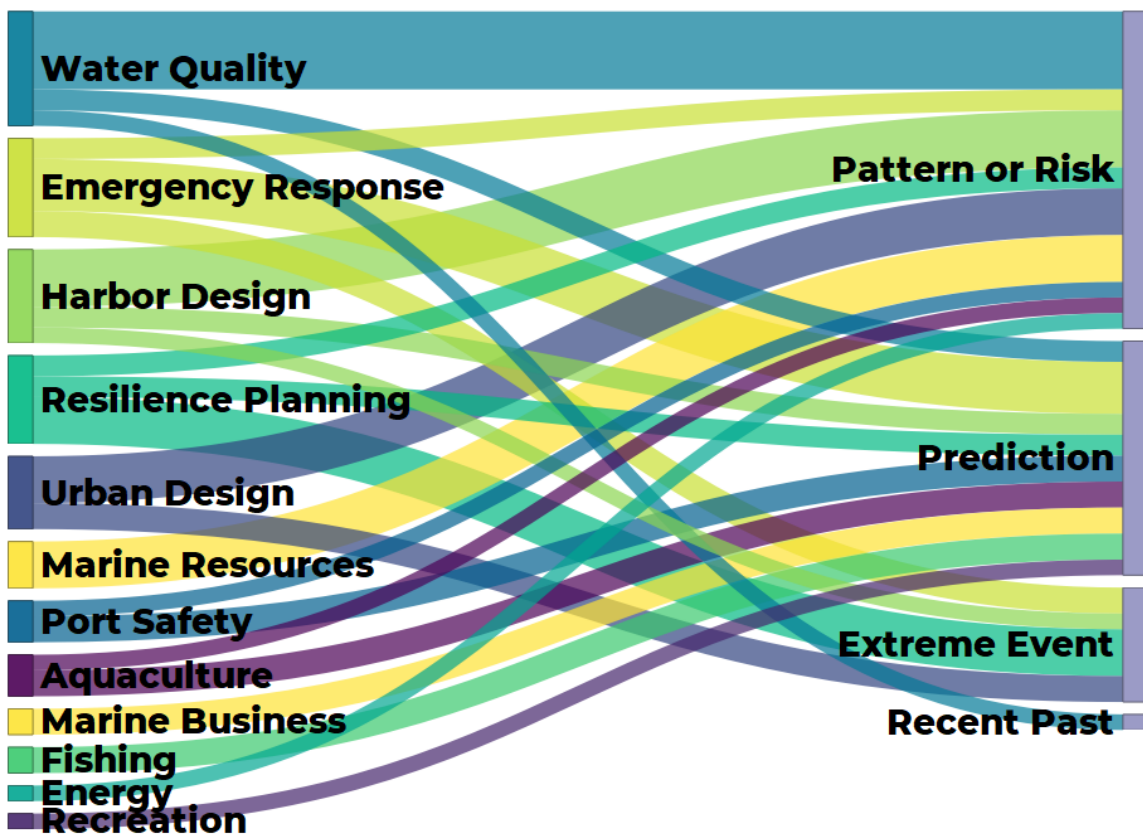 Water Quality
Emergency Response
Harbor Design
Resilience Planning
Urban Design
Marine Resources
Port Safety
Aquaculture
Marine Business
Fishing
Energy
Recreation
Pattern or Risk
Prediction
Extreme Event
Recent Past